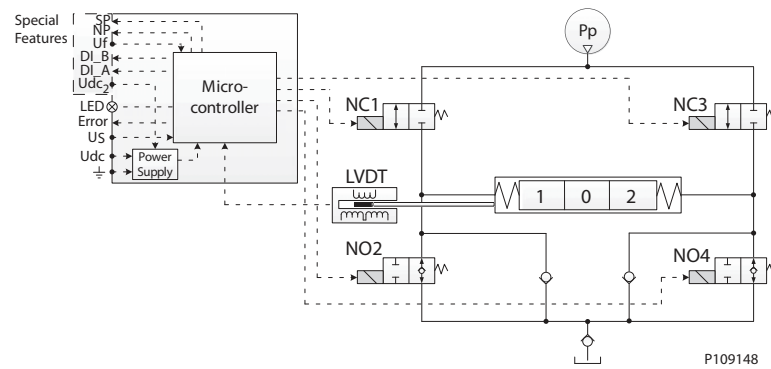 Special
Features
SP
NP
Uf
DI_B
DI_A
Udc2
LED
Error
US
Udc
Micro-
controller
Power
Supply
Pp
NC1
NC3
LVDT
1 0 2
NO2
NO4
P109148